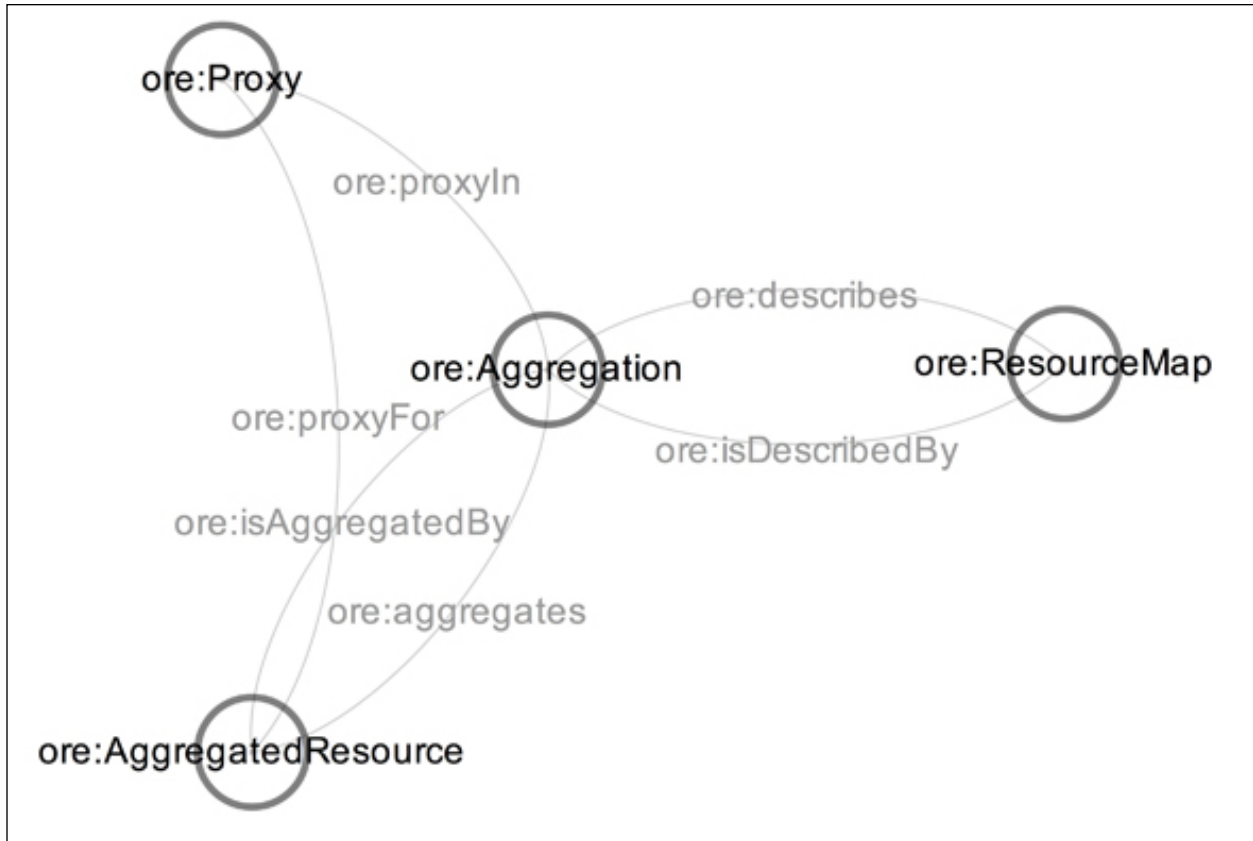 ore:Proxy
ore:proxyIn
ore:describes
ore:Aggregation
ore:ResourceMap
ore:proxyFor
ore:isDescribedBy
ore:isAggregatedBy
ore:aggregates
ore:AggregatedResource